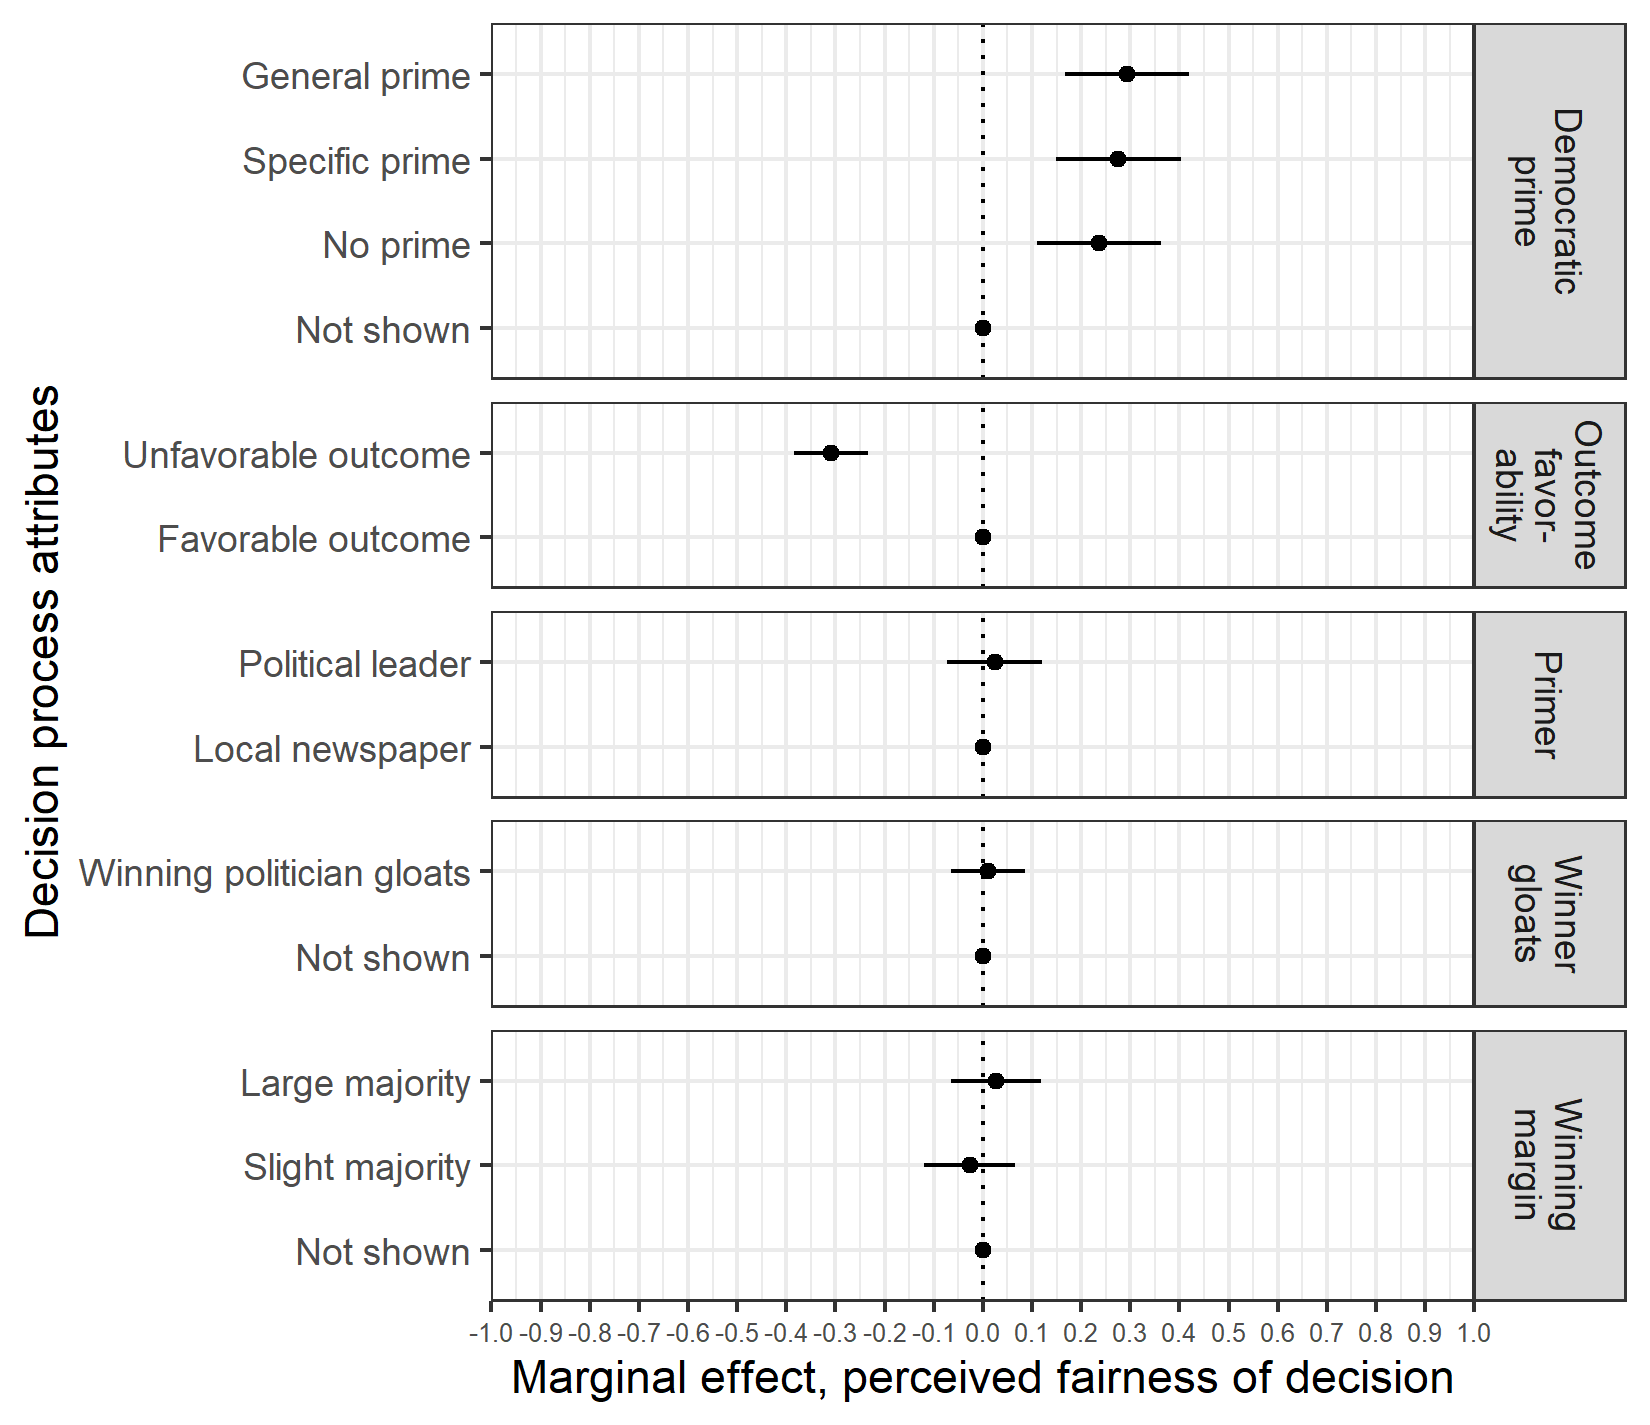 General prime
Specific prime
No prime
Not shown
Democratic
prime
Unfavorable outcome
Favorable outcome
Outcome
favor-
ability
Political leader
Local newspaper
Primer
Winning politician gloats
Not shown
Winner
gloats
Large majority
Slight majority
Not shown
Winning
margin
Decision process attributes
-1.0 -0.9 -0.8 -0.7 -0.6 -0.5 -0.4 -0.3 -0.2 -0.1 0.0 0.1 0.2 0.3 0.4 0.5 0.6 0.7 0.8 0.9 1.0
Marginal effect, perceived fairness of decision